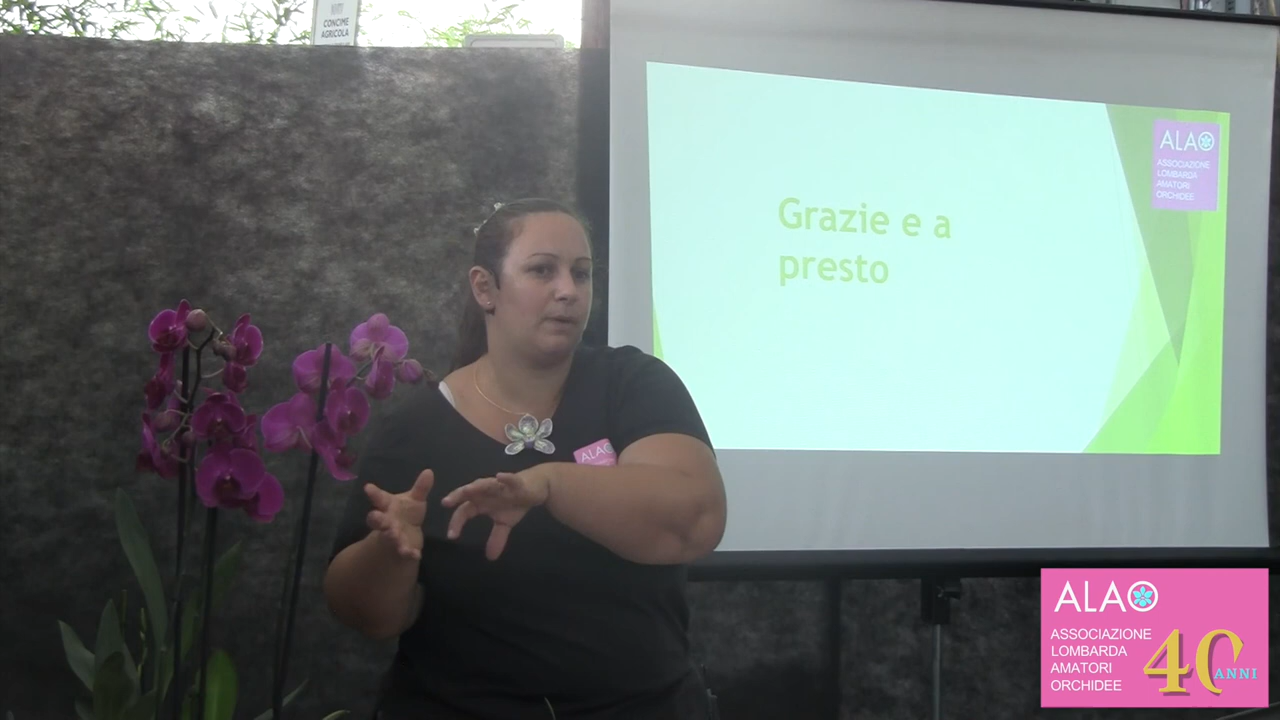 CONCIME
AGRICOLA
Grazie e a
presto
ALAO
ASSOCIAZIONE
LOMBARDA
AMATORI
ORCHIDEE
ALAO
ALAO
ASSOCIAZIONE
LOMBARDA
AMATORI
ORCHIDEE
40
ANNI